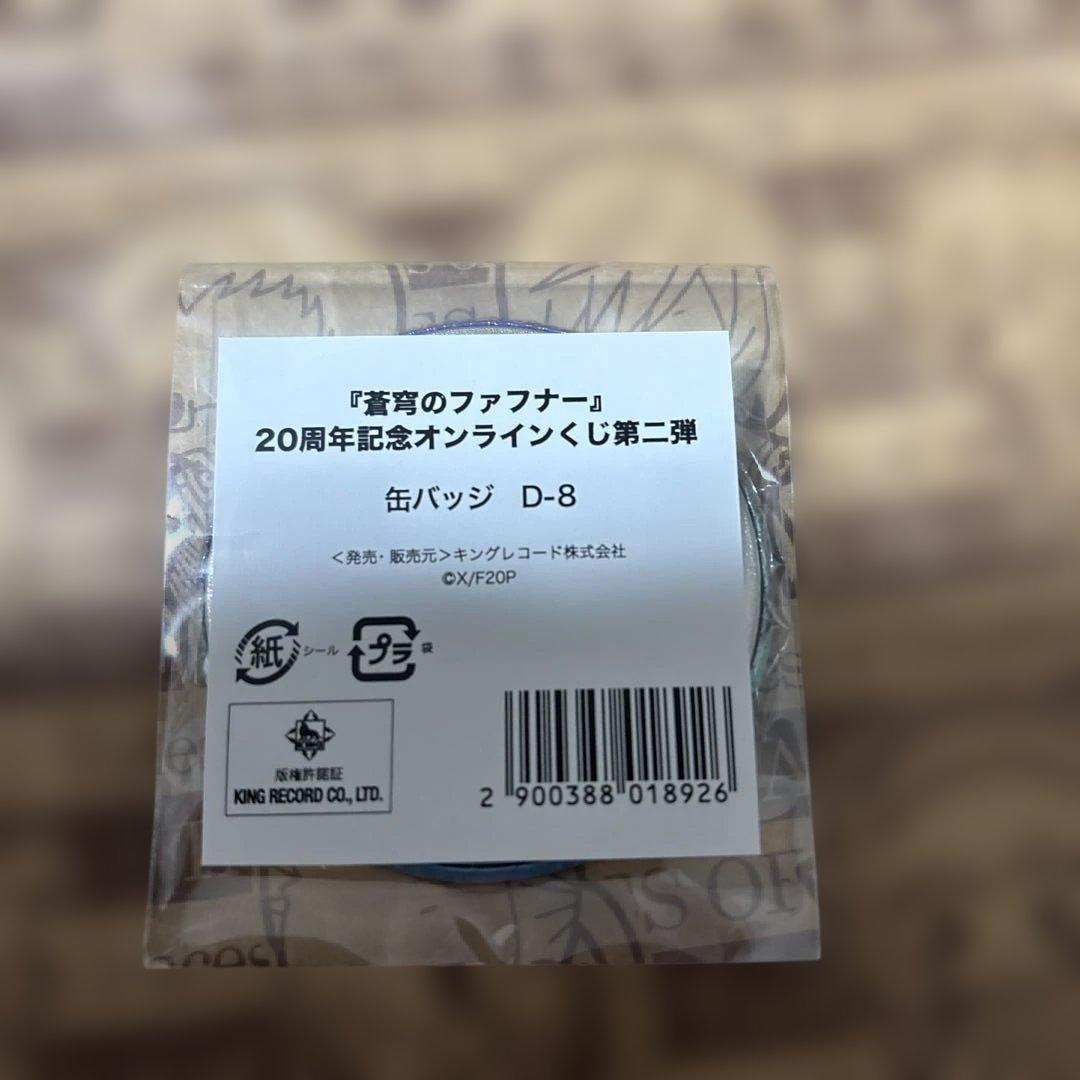 『蒼穹のファフナー』
20周年記念オンラインくじ第二弾
缶バッジ D-8
＜発売・販売元＞キングレコード株式会社
©X/F20P
紙 シール プラ 袋
版権許諾証
KING RECORD CO., LTD.
2 900388 018926
S OF
aces